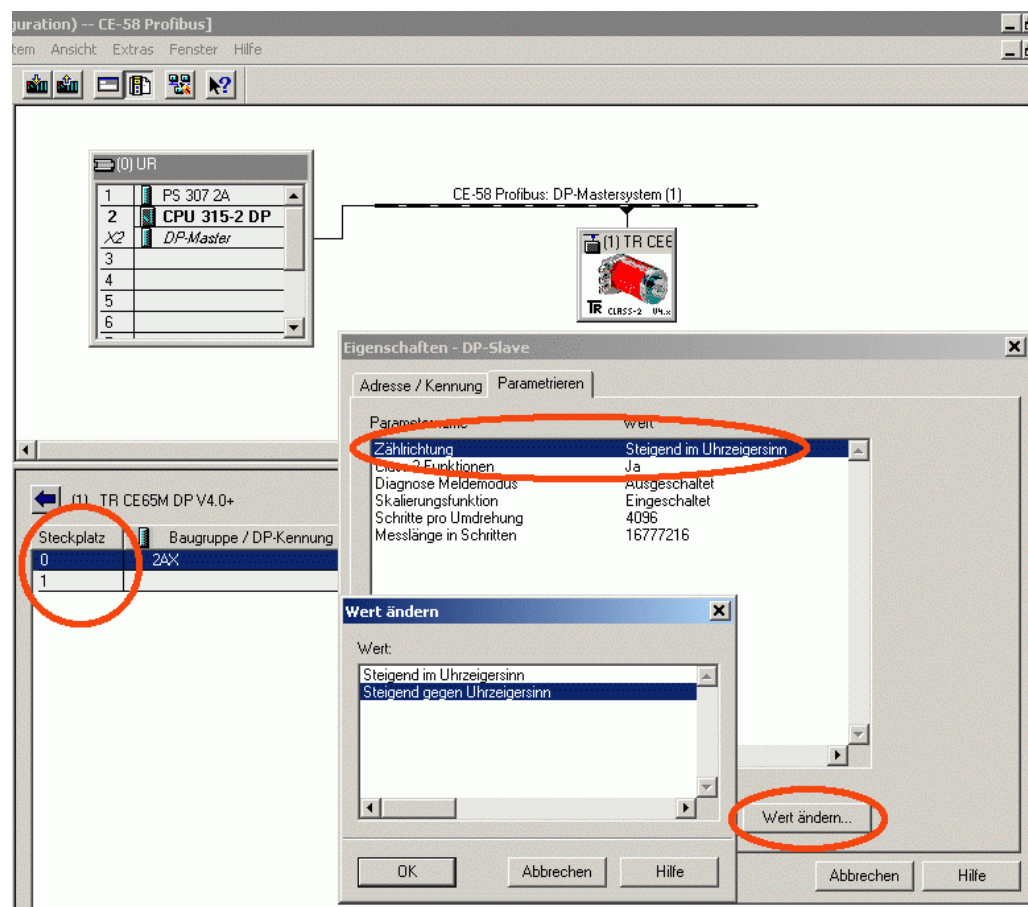 guration) -- CE-58 Profibus]
tem Ansicht Extras Fenster Hilfe
(0) UR
1 PS 307 2A
2 CPU 315-2 DP
X2 DP-Master
3
4
5
6
CE-58 Profibus: DP-Mastersystem (1)
(1) TR CEE
TR CLASS-2 V4.x
Eigenschaften - DP-Slave
Adresse / Kennung Parametrieren
Parametername Wert
Zählrichtung Steigend im Uhrzeigersinn
Class-2 Funktionen Ja
Diagnose Meldemodus Ausgeschaltet
Skalierungsfunktion Eingeschaltet
Schritte pro Umdrehung 4096
Messlänge in Schritten 16777216
(1) TR CE65M DP V4.0+
Steckplatz Baugruppe / DP-Kennung
0 2AX
1
Wert ändern
Wert:
Steigend im Uhrzeigersinn
Steigend gegen Uhrzeigersinn
Wert ändern...
OK Abbrechen Hilfe
Abbrechen Hilfe